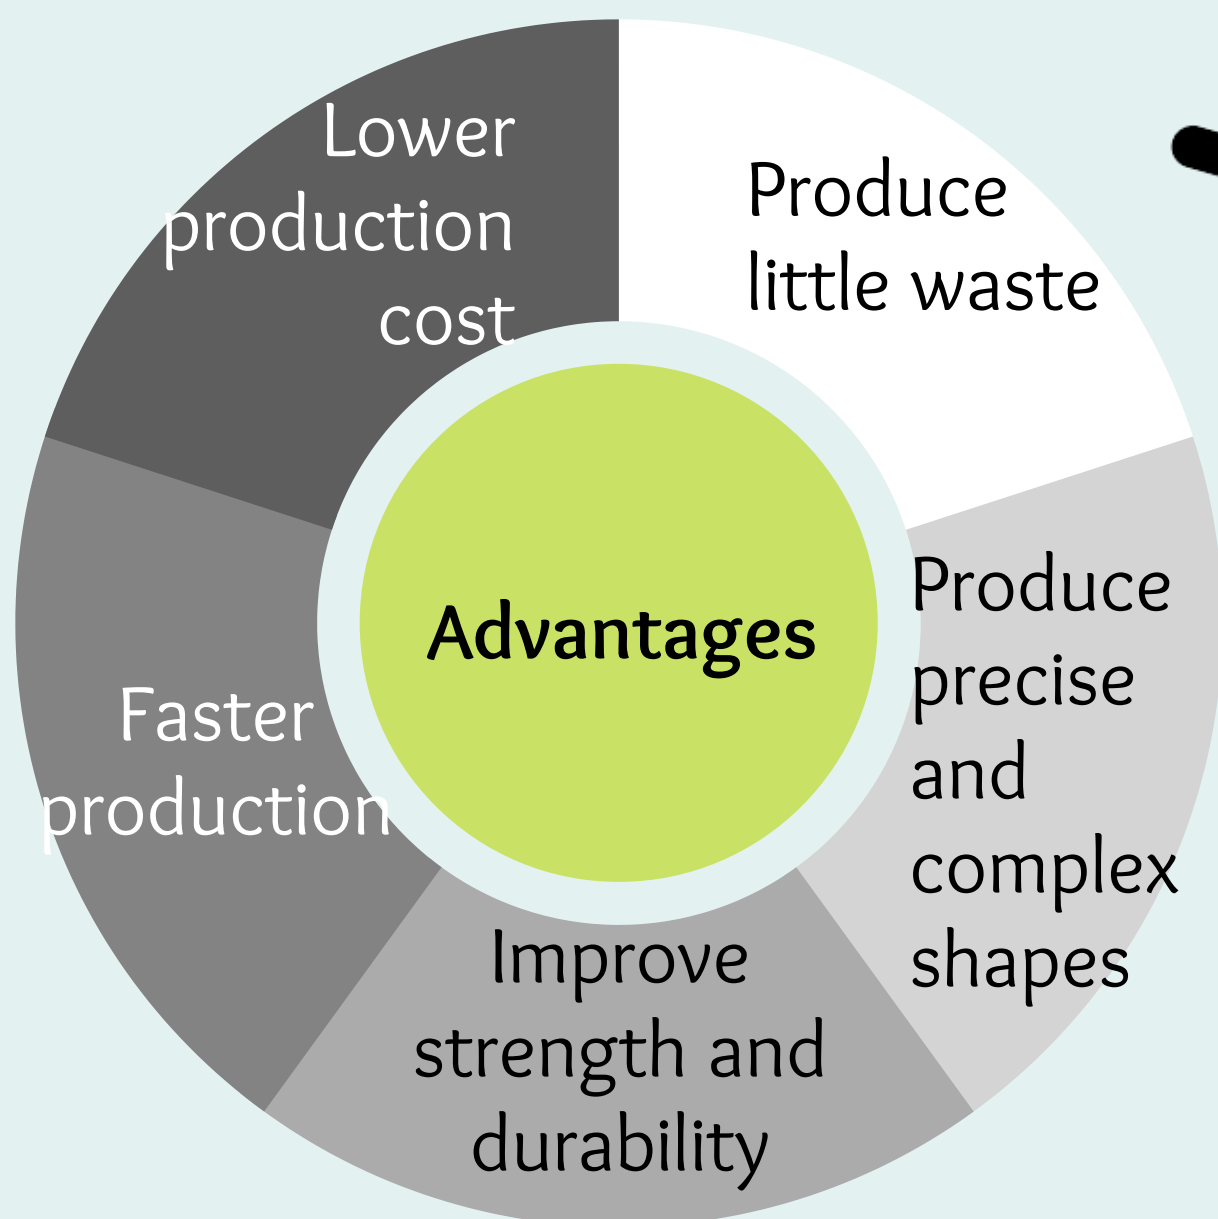 Lower
production
cost
Produce
little waste
Produce
precise
and
complex
shapes
Improve
strength and
durability
Faster
production
Advantages